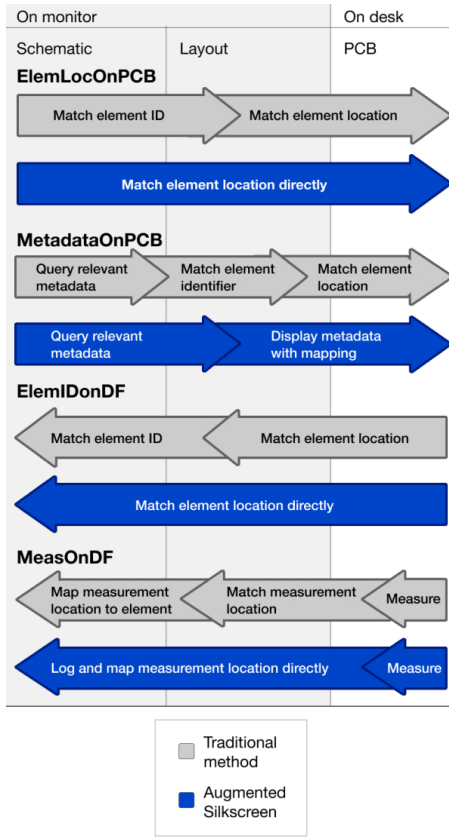 On monitor
On desk
Schematic
Layout
PCB
ElemLocOnPCB
Match element ID
Match element location
Match element location directly
MetadataOnPCB
Query relevant
metadata
Match element
identifier
Match element
location
Query relevant
metadata
Display metadata
with mapping
ElemIDonDF
Match element ID
Match element location
Match element location directly
MeasOnDF
Map measurement
location to element
Match measurement
location
Measure
Log and map measurement location directly
Measure
Traditional
method
Augmented
Silkscreen